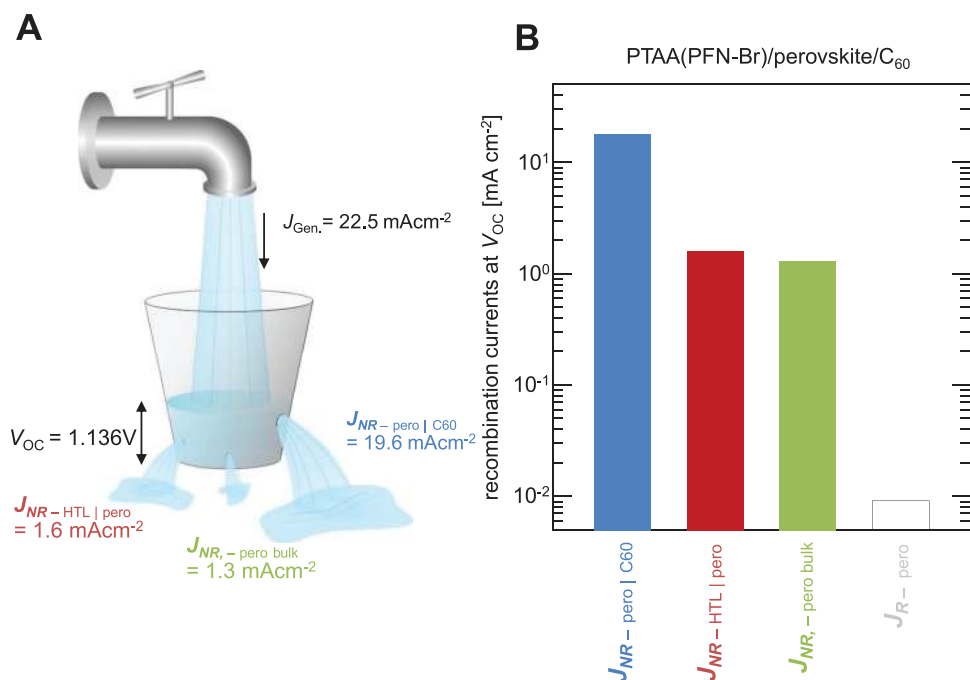 A
J_Gen. = 22.5 mAcm⁻²
V_OC = 1.136V
J_NR – pero | C60
= 19.6 mAcm⁻²
J_NR – HTL | pero
= 1.6 mAcm⁻²
J_NR, – pero bulk
= 1.3 mAcm⁻²
B
PTAA(PFN-Br)/perovskite/C₆₀
recombination currents at V_OC [mA cm⁻²]
10¹
10⁰
10⁻¹
10⁻²
J_NR – pero | C60
J_NR – HTL | pero
J_NR, – pero bulk
J_R – pero